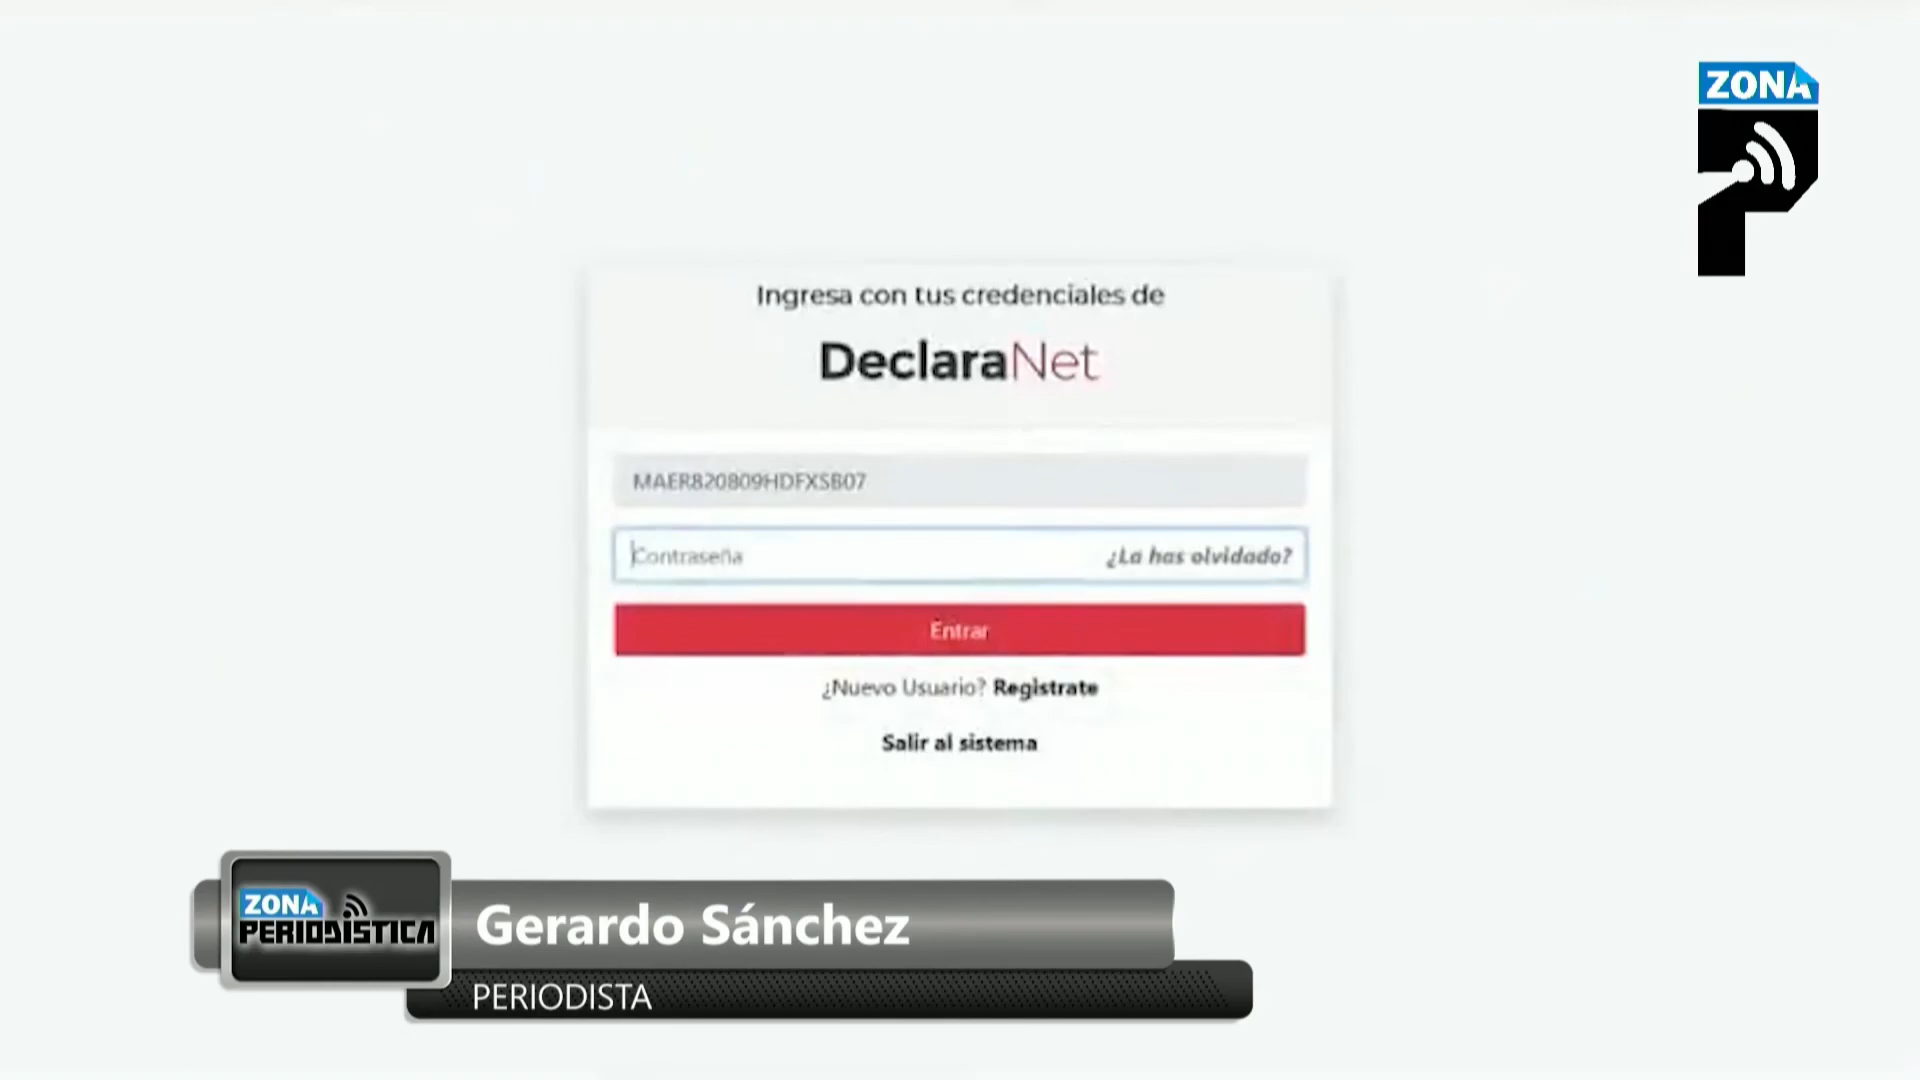 ZONA
Ingresa con tus credenciales de
DeclaraNet
MAER820809HDFXSB07
Contraseña
¿La has olvidado?
Entrar
¿Nuevo Usuario? Registrate
Salir al sistema
ZONA
PERIODÍSTICA
Gerardo Sánchez
PERIODISTA